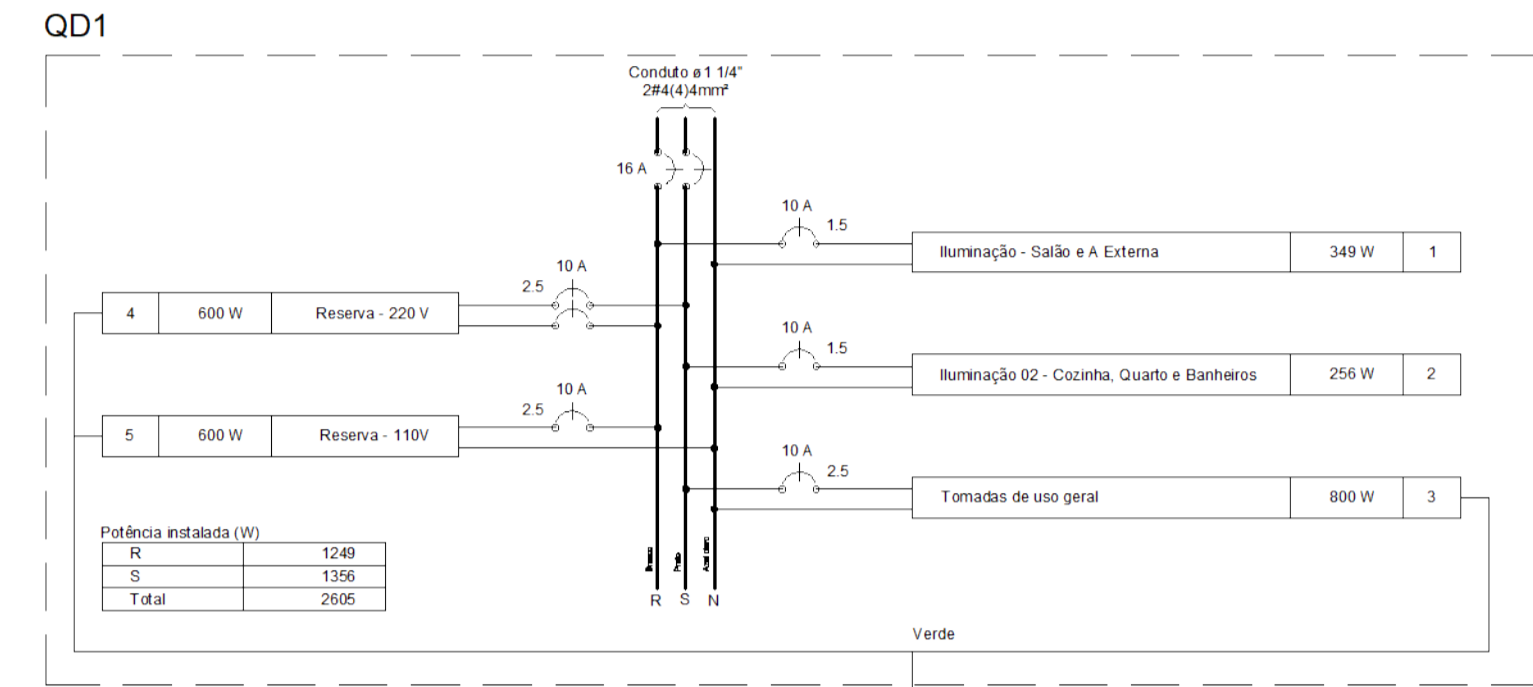 QD1
Conduto ø 1 1/4"
2#4(4)4mm²
16 A
10 A
1.5
Iluminação - Salão e A Externa 349 W 1
10 A
2.5
4 600 W Reserva - 220 V
10 A
1.5
Iluminação 02 - Cozinha, Quarto e Banheiros 256 W 2
10 A
2.5
5 600 W Reserva - 110V
10 A
2.5
Tomadas de uso geral 800 W 3
Potência instalada (W)
R 1249
S 1356
Total 2605
Branco
Preto
Azul claro
R S N
Verde